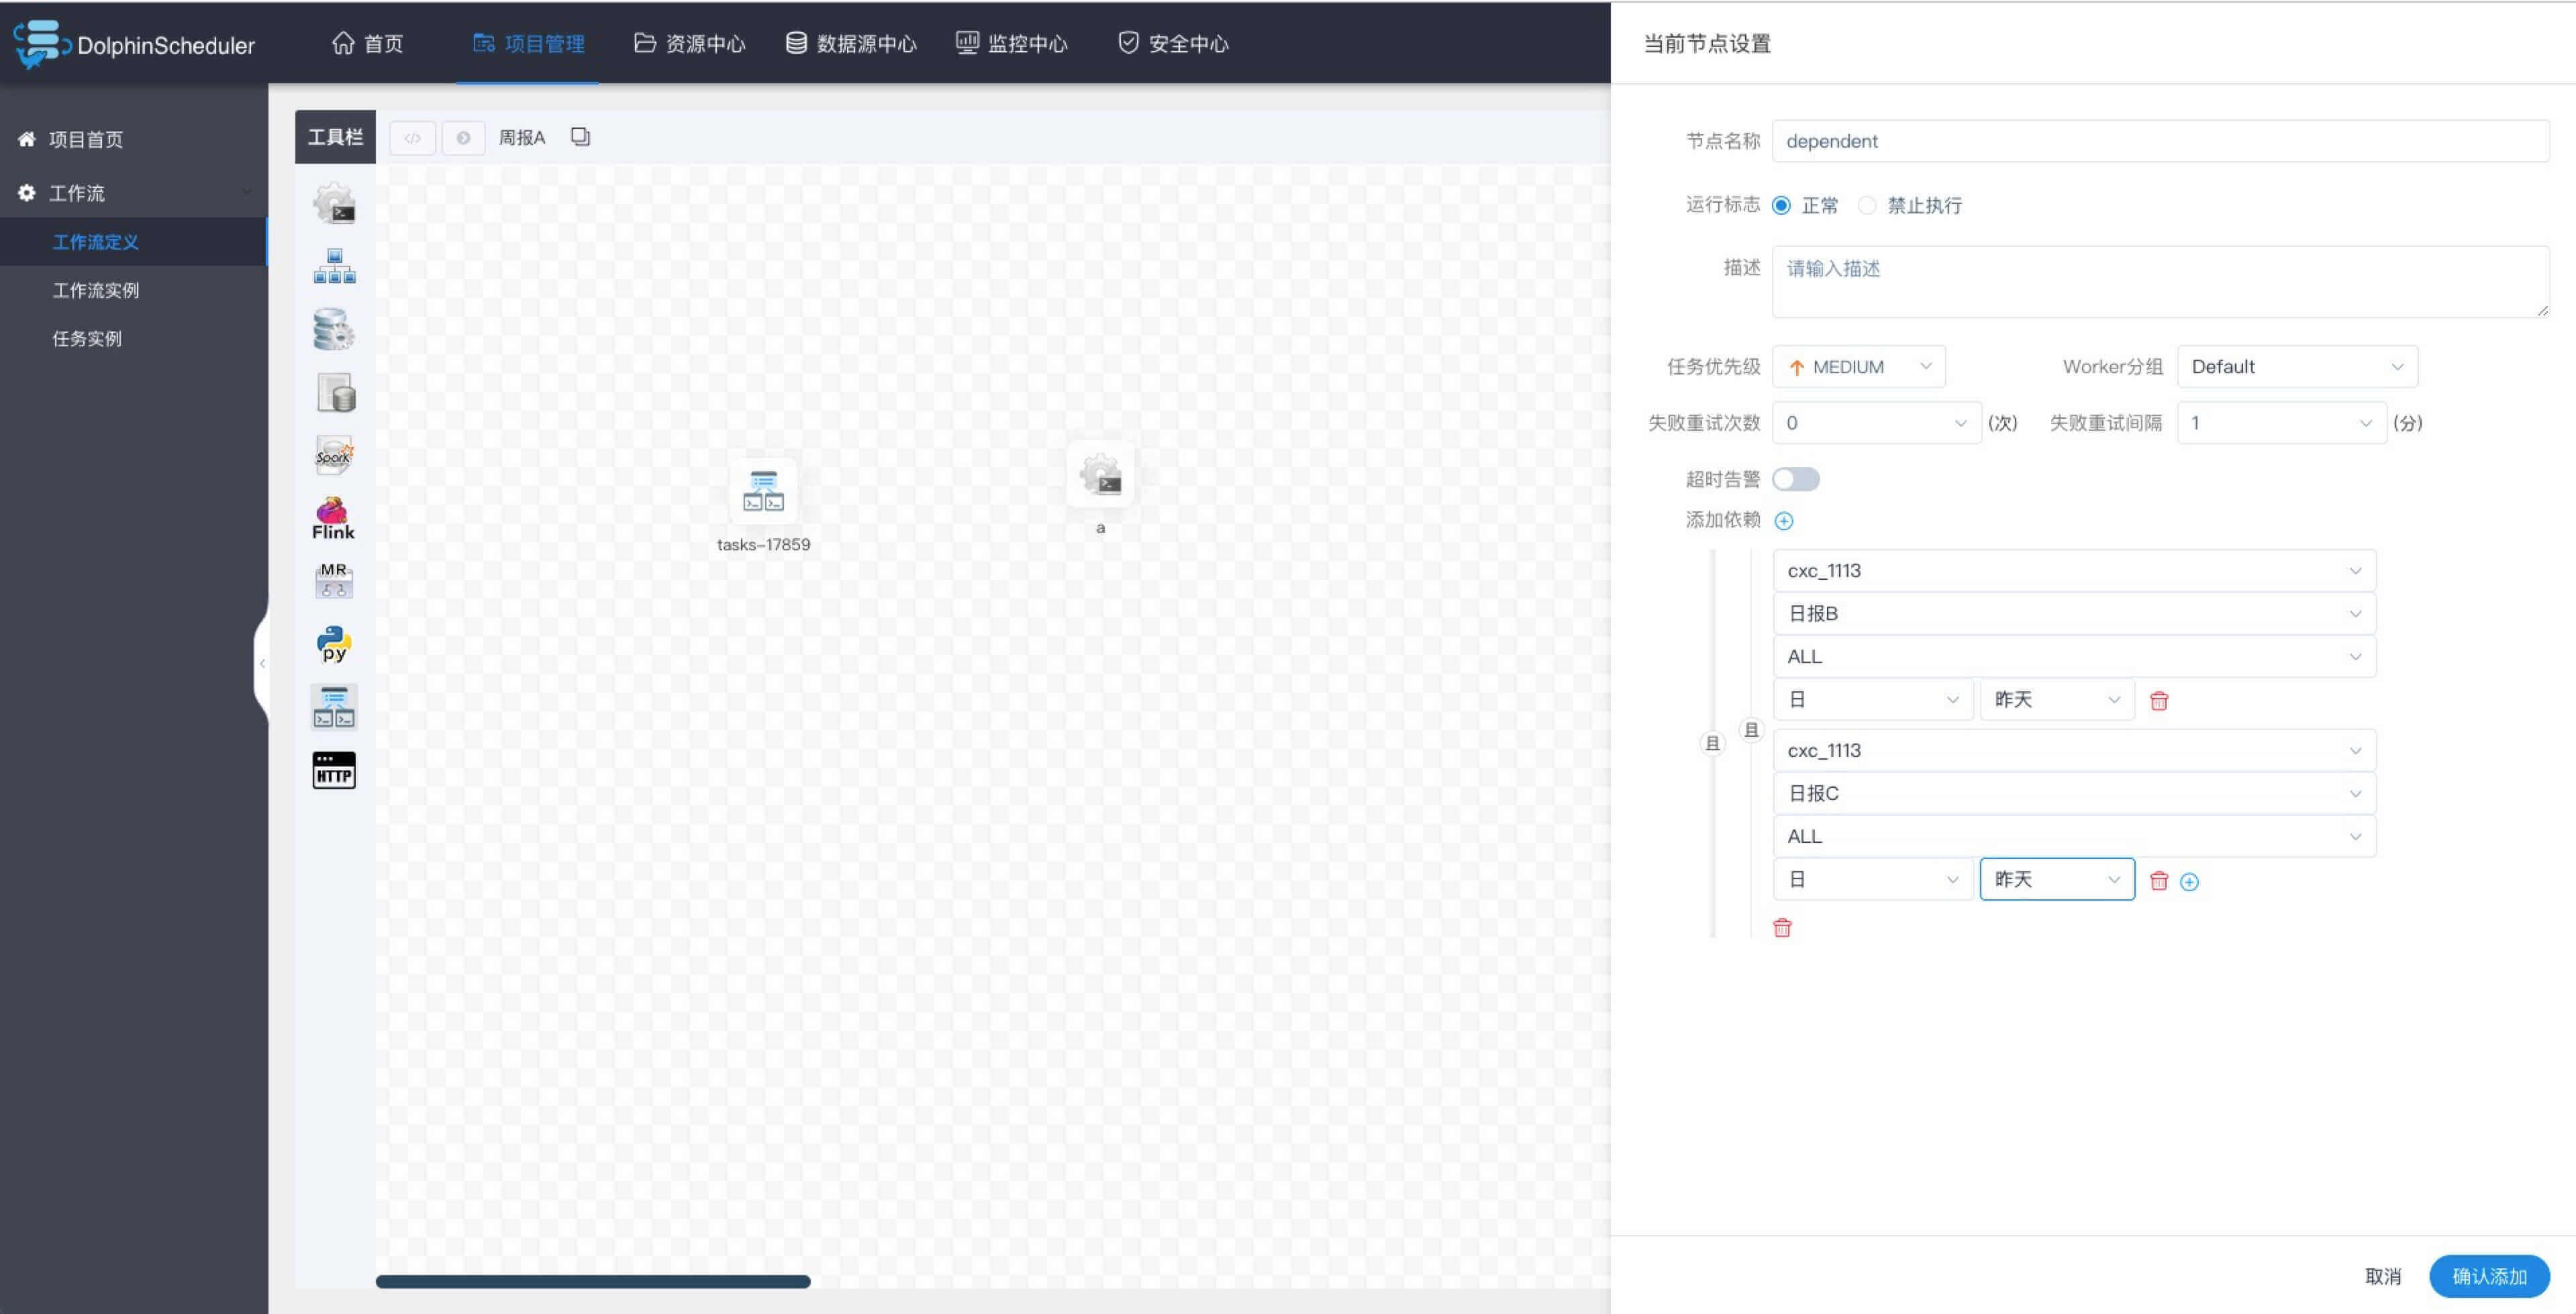 DolphinScheduler
首页
项目管理
资源中心
数据源中心
监控中心
安全中心
项目首页
工作流
工作流定义
工作流实例
任务实例
工具栏
</>
周报A
Spark
Flink
MR
py
HTTP
tasks-17859
a
当前节点设置
节点名称
dependent
运行标志
正常
禁止执行
描述
请输入描述
任务优先级
MEDIUM
Worker分组
Default
失败重试次数
0
(次)
失败重试间隔
1
(分)
超时告警
添加依赖
且
且
cxc_1113
日报B
ALL
日
昨天
cxc_1113
日报C
ALL
日
昨天
取消
确认添加